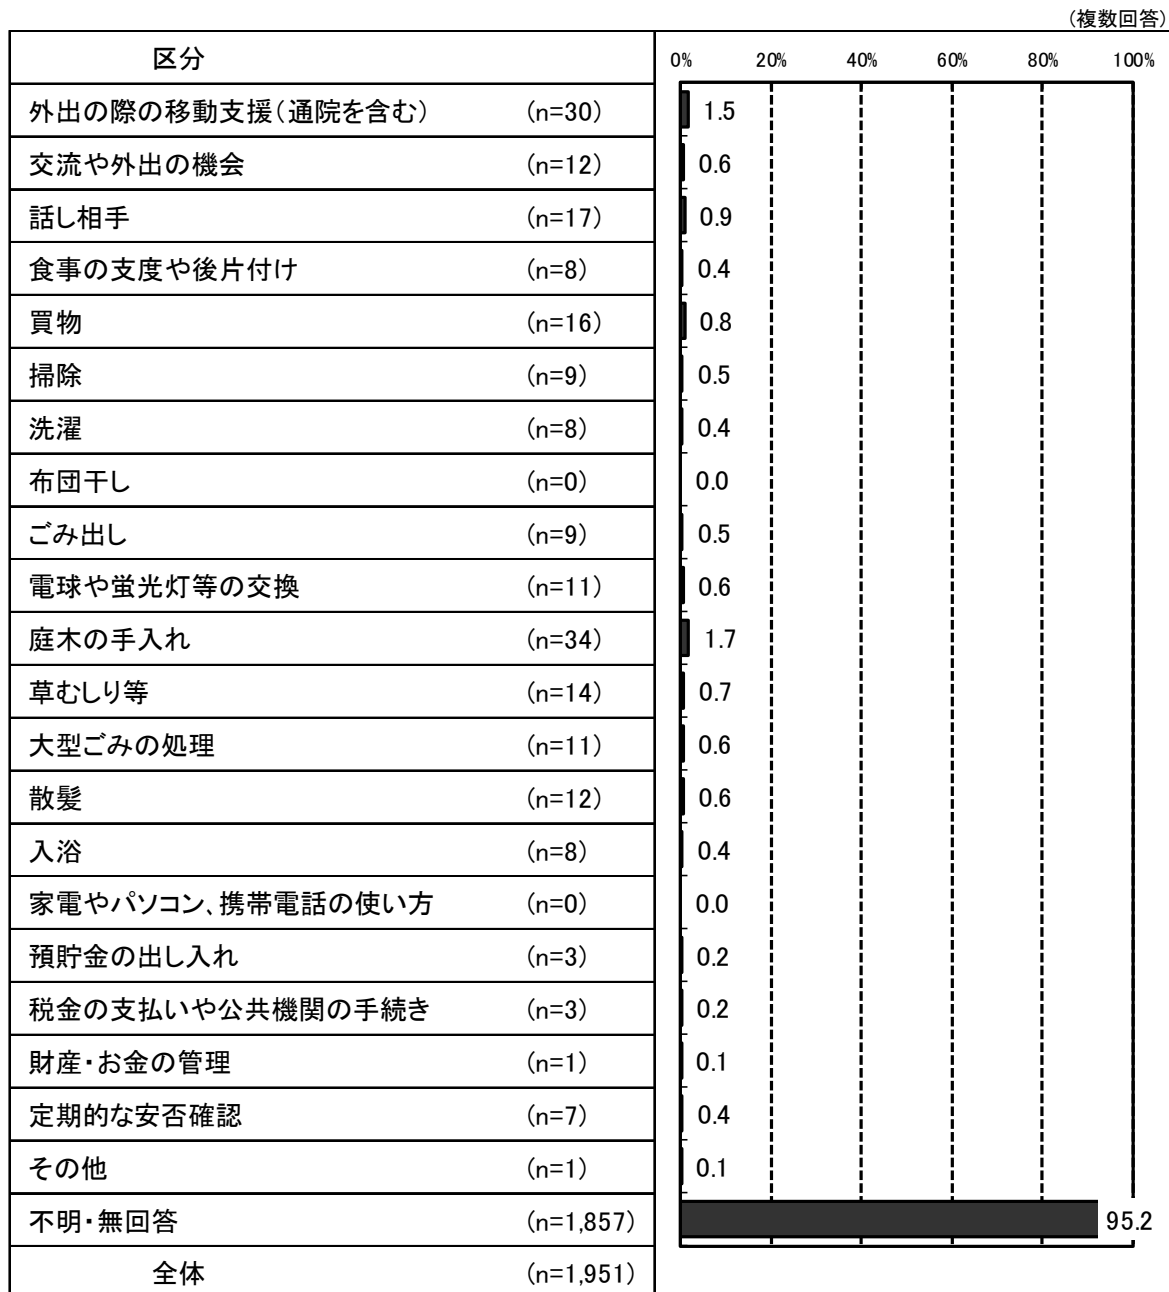 (複数回答)
区分 0% 20% 40% 60% 80% 100%
外出の際の移動支援(通院を含む) (n=30) 1.5
交流や外出の機会 (n=12) 0.6
話し相手 (n=17) 0.9
食事の支度や後片付け (n=8) 0.4
買物 (n=16) 0.8
掃除 (n=9) 0.5
洗濯 (n=8) 0.4
布団干し (n=0) 0.0
ごみ出し (n=9) 0.5
電球や蛍光灯等の交換 (n=11) 0.6
庭木の手入れ (n=34) 1.7
草むしり等 (n=14) 0.7
大型ごみの処理 (n=11) 0.6
散髪 (n=12) 0.6
入浴 (n=8) 0.4
家電やパソコン、携帯電話の使い方 (n=0) 0.0
預貯金の出し入れ (n=3) 0.2
税金の支払いや公共機関の手続き (n=3) 0.2
財産・お金の管理 (n=1) 0.1
定期的な安否確認 (n=7) 0.4
その他 (n=1) 0.1
不明・無回答 (n=1,857) 95.2
全体 (n=1,951)